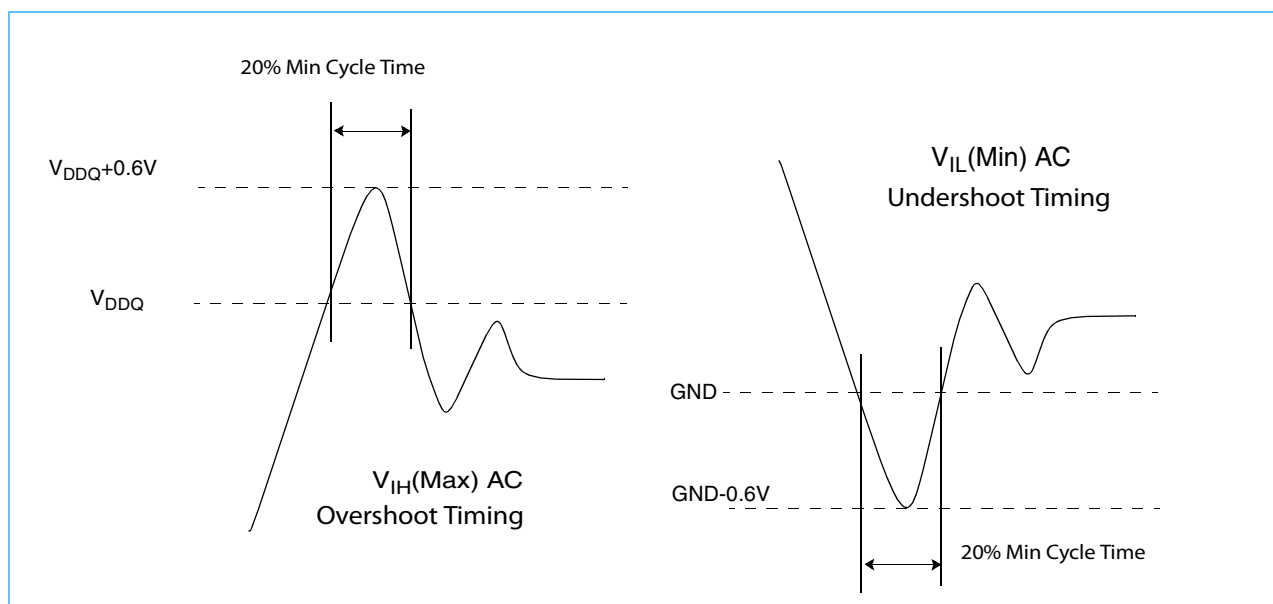 20% Min Cycle Time
VDDQ+0.6V
VDDQ
VIH(Max) AC
Overshoot Timing
VIL(Min) AC
Undershoot Timing
GND
GND-0.6V
20% Min Cycle Time